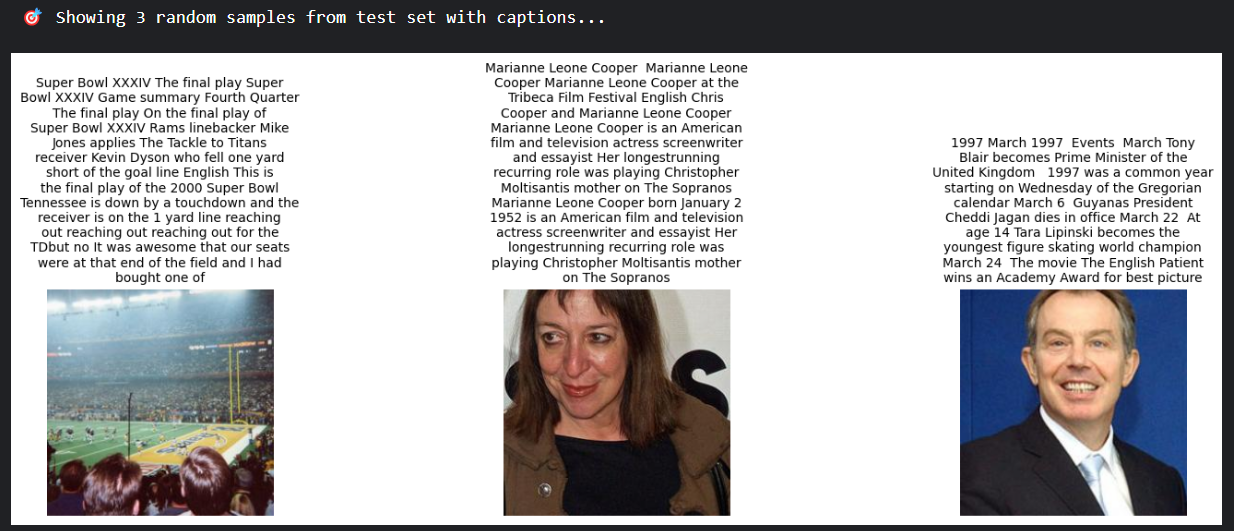 🎯 Showing 3 random samples from test set with captions...
Super Bowl XXXIV The final play Super
Bowl XXXIV Game summary Fourth Quarter
The final play On the final play of
Super Bowl XXXIV Rams linebacker Mike
Jones applies The Tackle to Titans
receiver Kevin Dyson who fell one yard
short of the goal line English This is
the final play of the 2000 Super Bowl
Tennessee is down by a touchdown and the
receiver is on the 1 yard line reaching
out reaching out reaching out for the
TDbut no It was awesome that our seats
were at that end of the field and I had
bought one of
Marianne Leone Cooper  Marianne Leone
Cooper Marianne Leone Cooper at the
Tribeca Film Festival English Chris
Cooper and Marianne Leone Cooper
Marianne Leone Cooper is an American
film and television actress screenwriter
and essayist Her longestrunning
recurring role was playing Christopher
Moltisantis mother on The Sopranos
Marianne Leone Cooper born January 2
1952 is an American film and television
actress screenwriter and essayist Her
longestrunning recurring role was
playing Christopher Moltisantis mother
on The Sopranos
1997 March 1997  Events  March Tony
Blair becomes Prime Minister of the
United Kingdom   1997 was a common year
starting on Wednesday of the Gregorian
calendar March 6  Guyanas President
Cheddi Jagan dies in office March 22  At
age 14 Tara Lipinski becomes the
youngest figure skating world champion
March 24  The movie The English Patient
wins an Academy Award for best picture